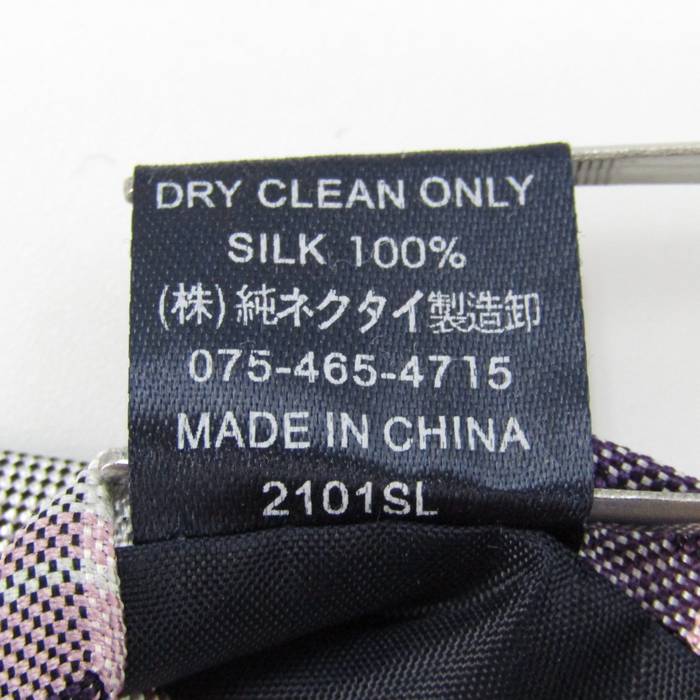 DRY CLEAN ONLY
SILK 100%
(株)純ネクタイ製造卸
075-465-4715
MADE IN CHINA
2101SL